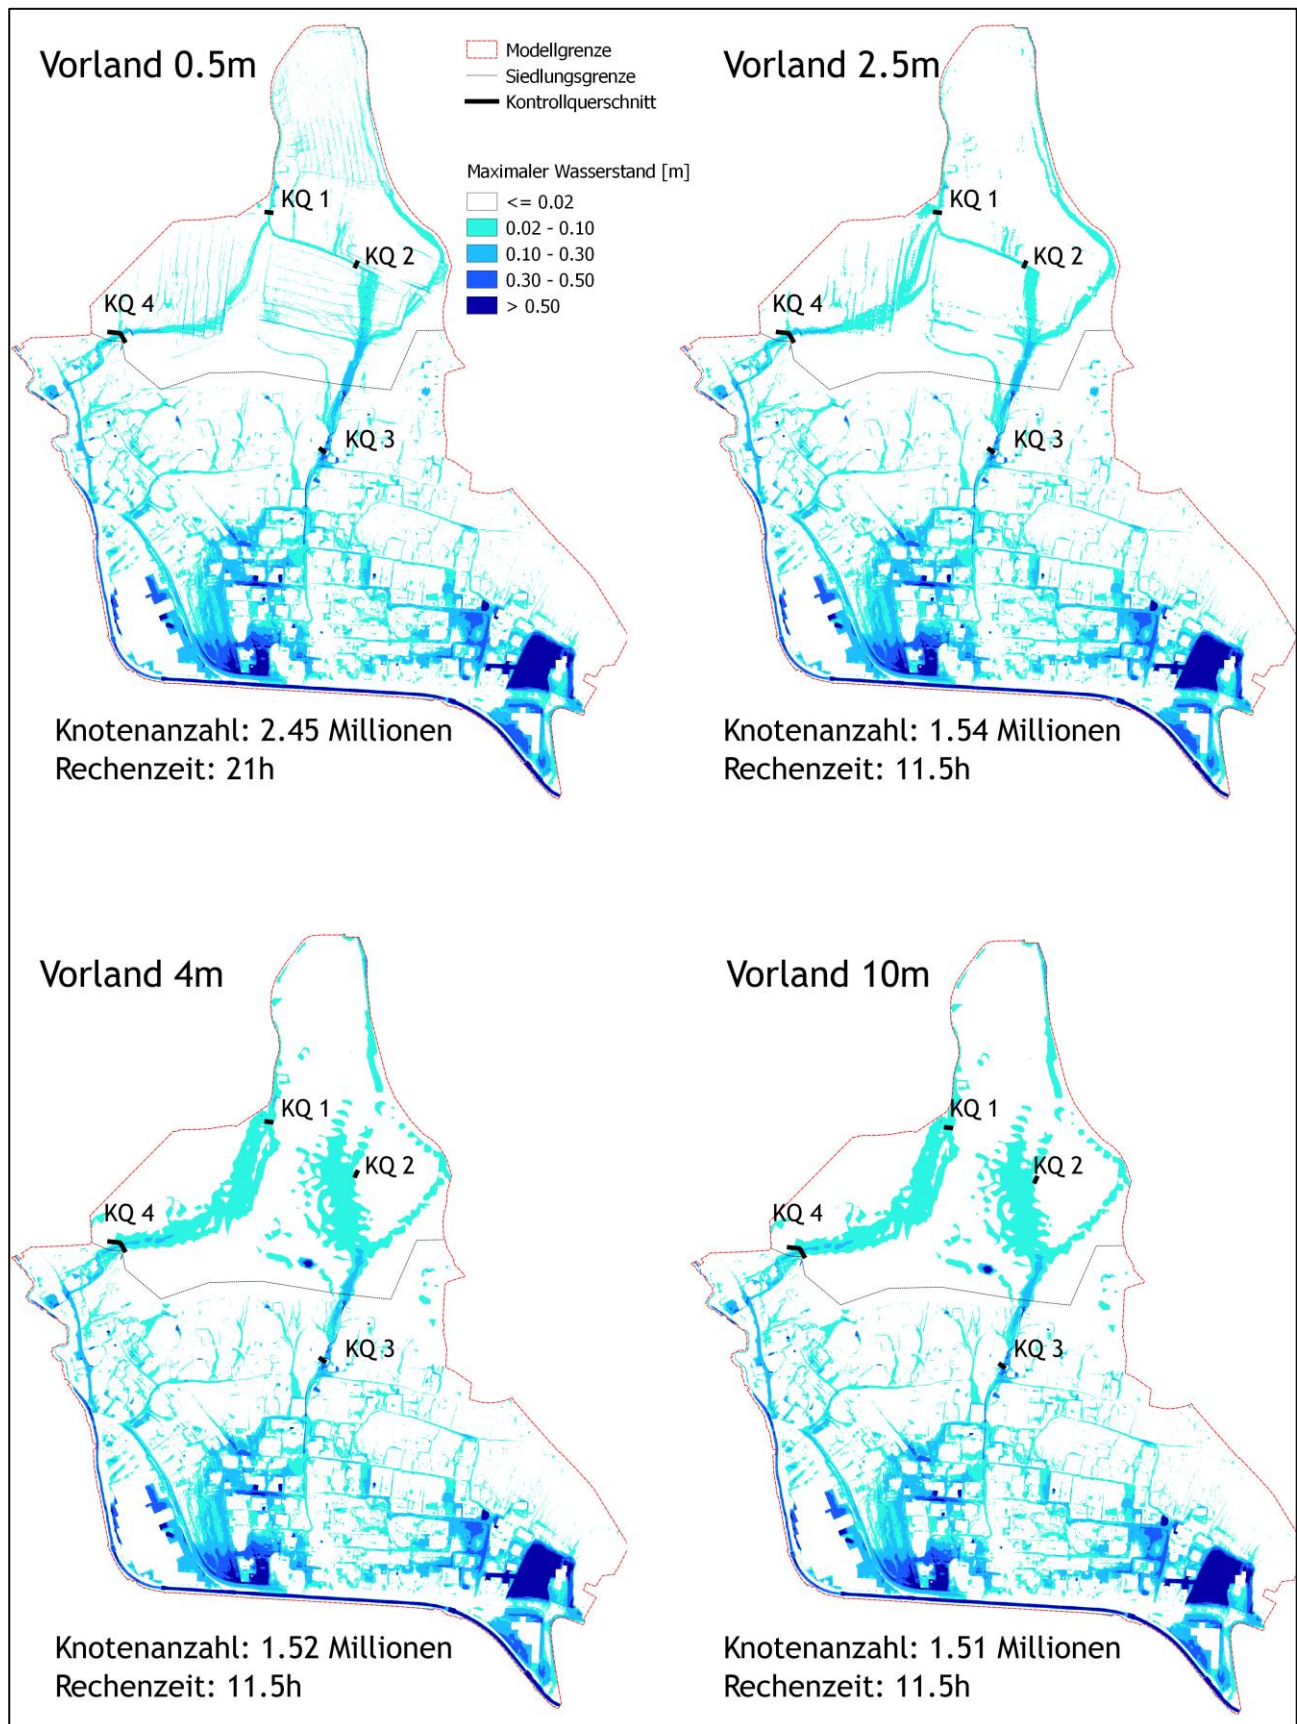 Vorland 0.5m
Modellgrenze
Siedlungsgrenze
Kontrollquerschnitt
Maximaler Wasserstand [m]
<= 0.02
0.02 - 0.10
0.10 - 0.30
0.30 - 0.50
> 0.50
KQ 1
KQ 2
KQ 4
KQ 3
Knotenanzahl: 2.45 Millionen
Rechenzeit: 21h
Vorland 2.5m
KQ 1
KQ 2
KQ 4
KQ 3
Knotenanzahl: 1.54 Millionen
Rechenzeit: 11.5h
Vorland 4m
KQ 1
KQ 2
KQ 4
KQ 3
Knotenanzahl: 1.52 Millionen
Rechenzeit: 11.5h
Vorland 10m
KQ 1
KQ 2
KQ 4
KQ 3
Knotenanzahl: 1.51 Millionen
Rechenzeit: 11.5h